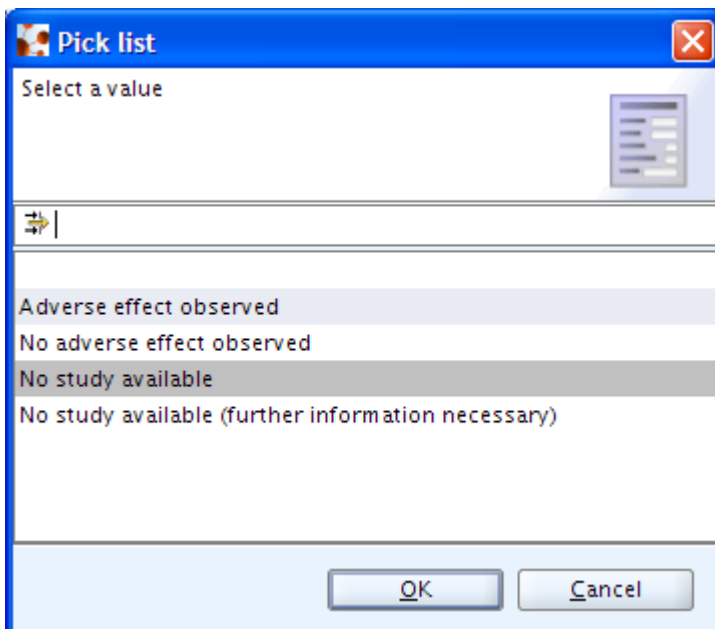 Pick list
Select a value
Adverse effect observed
No adverse effect observed
No study available
No study available (further information necessary)
OK
Cancel